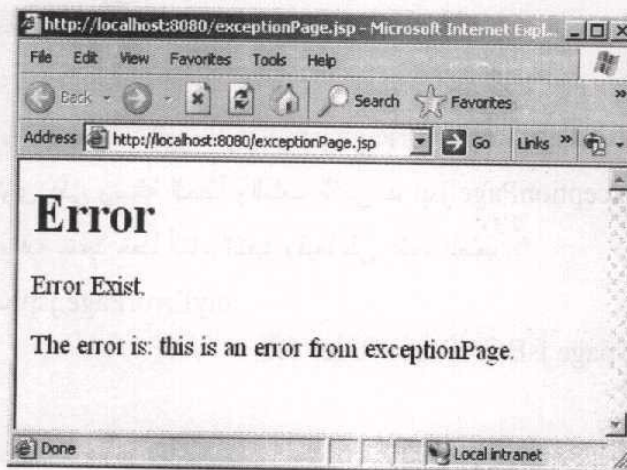 http://localhost:8080/exceptionPage.jsp - Microsoft Internet Expl...
File Edit View Favorites Tools Help
Back Search Favorites »
Address http://localhost:8080/exceptionPage.jsp Go Links »
Error
Error Exist.
The error is: this is an error from exceptionPage.
Done Local intranet